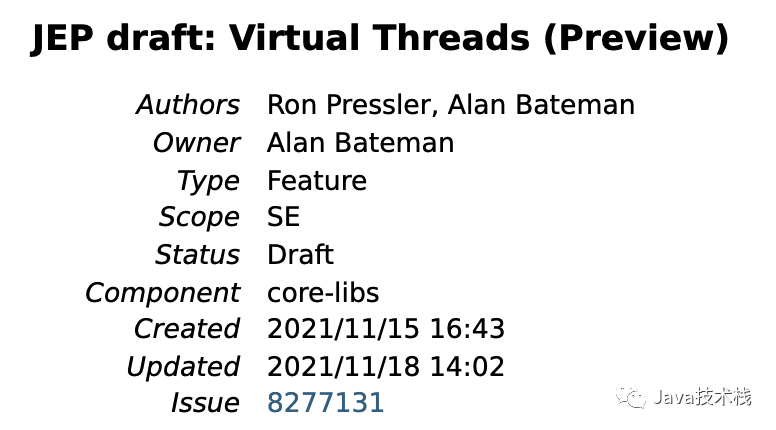 JEP draft: Virtual Threads (Preview)
Authors Ron Pressler, Alan Bateman
Owner Alan Bateman
Type Feature
Scope SE
Status Draft
Component core-libs
Created 2021/11/15 16:43
Updated 2021/11/18 14:02
Issue 8277131
Java技术栈